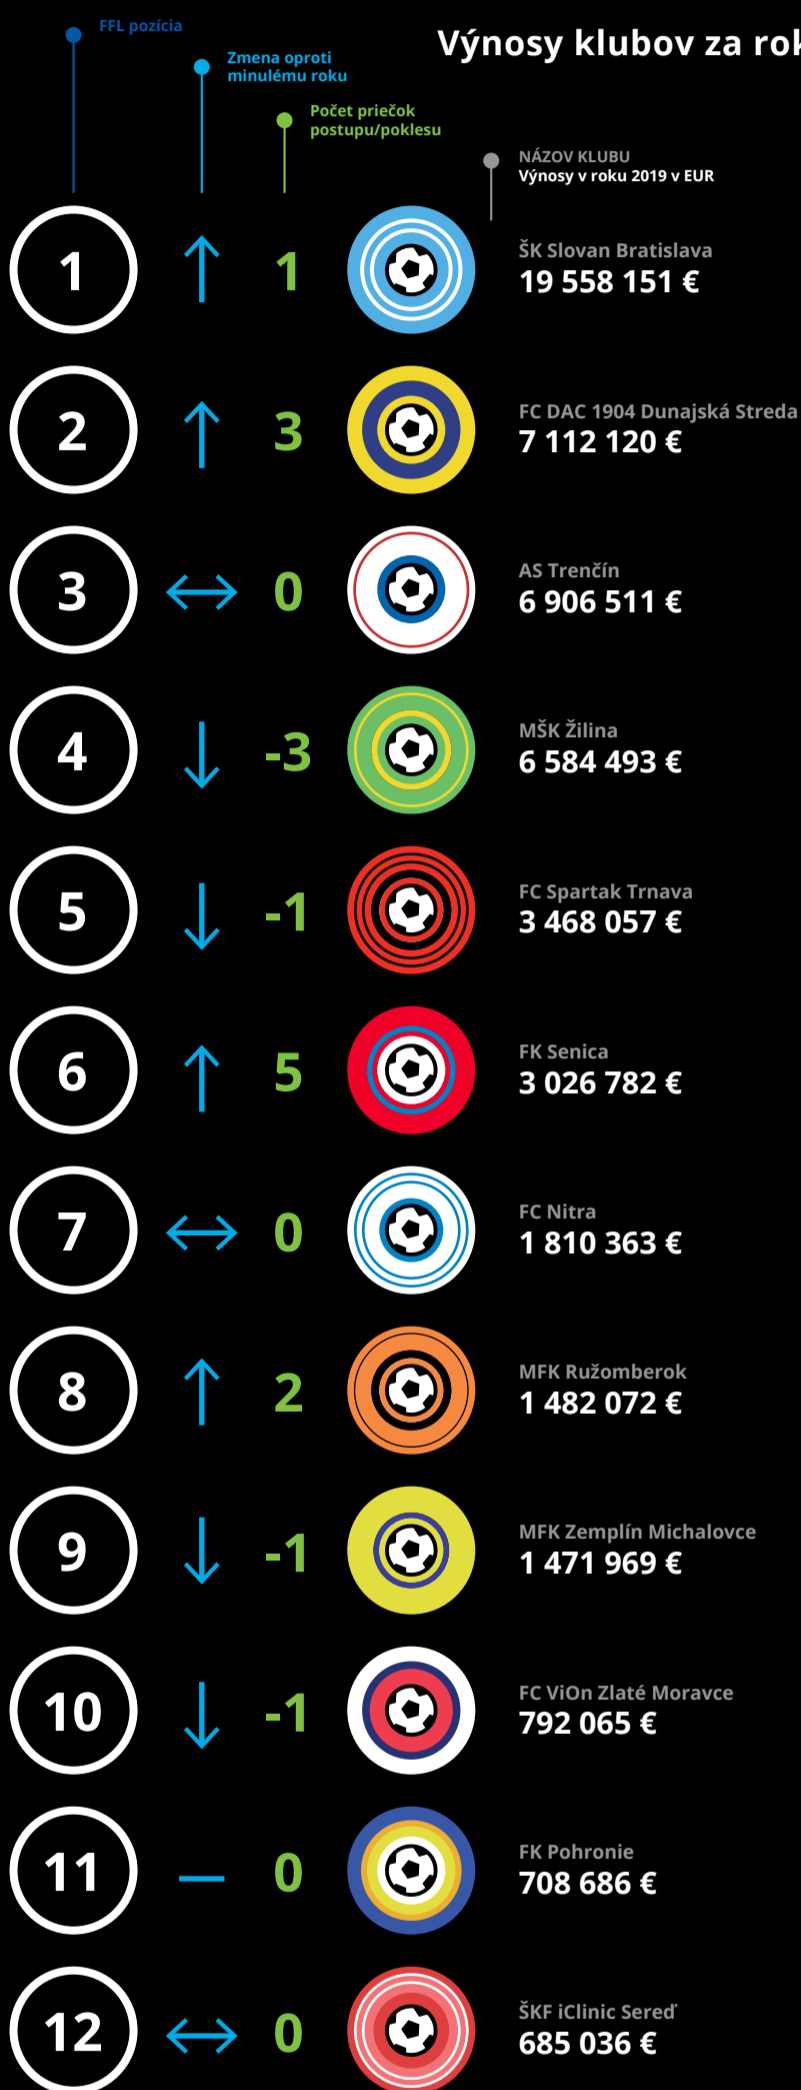 FFL pozícia
Zmena oproti
minulému roku
Výnosy klubov za rok
Počet priečok
postupu/poklesu
NÁZOV KLUBU
Výnosy v roku 2019 v EUR
1
1
ŠK Slovan Bratislava
19 558 151 €
2
3
FC DAC 1904 Dunajská Streda
7 112 120 €
3
0
AS Trenčín
6 906 511 €
4
-3
MŠK Žilina
6 584 493 €
5
-1
FC Spartak Trnava
3 468 057 €
6
5
FK Senica
3 026 782 €
7
0
FC Nitra
1 810 363 €
8
2
MFK Ružomberok
1 482 072 €
9
-1
MFK Zemplín Michalovce
1 471 969 €
10
-1
FC ViOn Zlaté Moravce
792 065 €
11
0
FK Pohronie
708 686 €
12
0
ŠKF iClinic Sereď
685 036 €